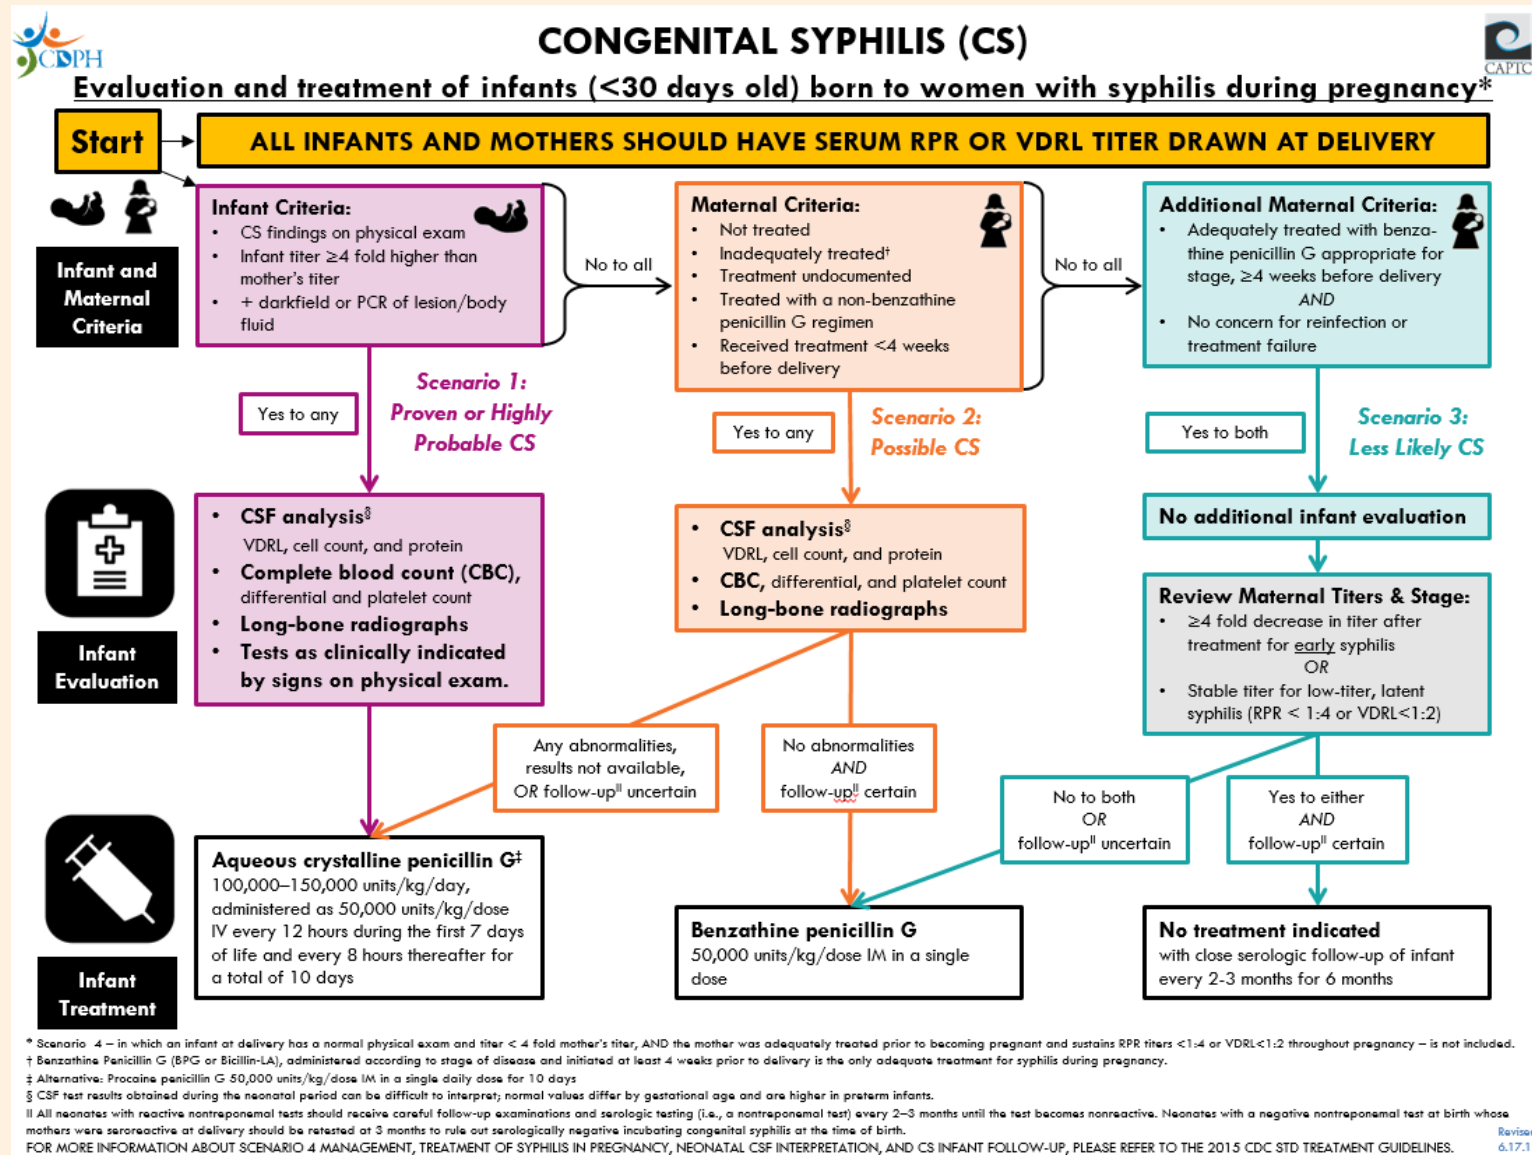 CDPH
CONGENITAL SYPHILIS (CS)
CAPTC
Evaluation and treatment of infants (<30 days old) born to women with syphilis during pregnancy*
Start
ALL INFANTS AND MOTHERS SHOULD HAVE SERUM RPR OR VDRL TITER DRAWN AT DELIVERY
Infant and
Maternal
Criteria
Infant Criteria:
• CS findings on physical exam
• Infant titer ≥4 fold higher than
mother's titer
• + darkfield or PCR of lesion/body
fluid
No to all
Maternal Criteria:
• Not treated
• Inadequately treated†
• Treatment undocumented
• Treated with a non-benzathine
penicillin G regimen
• Received treatment <4 weeks
before delivery
No to all
Additional Maternal Criteria:
• Adequately treated with benza-
thine penicillin G appropriate for
stage, ≥4 weeks before delivery
AND
• No concern for reinfection or
treatment failure
Yes to any
Scenario 1:
Proven or Highly
Probable CS
Yes to any
Scenario 2:
Possible CS
Yes to both
Scenario 3:
Less Likely CS
Infant
Evaluation
• CSF analysis§
VDRL, cell count, and protein
• Complete blood count (CBC),
differential and platelet count
• Long-bone radiographs
• Tests as clinically indicated
by signs on physical exam.
• CSF analysis§
VDRL, cell count, and protein
• CBC, differential, and platelet count
• Long-bone radiographs
No additional infant evaluation
Review Maternal Titers & Stage:
• ≥4 fold decrease in titer after
treatment for early syphilis
OR
• Stable titer for low-titer, latent
syphilis (RPR < 1:4 or VDRL<1:2)
Any abnormalities,
results not available,
OR follow-up|| uncertain
No abnormalities
AND
follow-up|| certain
No to both
OR
follow-up|| uncertain
Yes to either
AND
follow-up|| certain
Infant
Treatment
Aqueous crystalline penicillin G‡
100,000–150,000 units/kg/day,
administered as 50,000 units/kg/dose
IV every 12 hours during the first 7 days
of life and every 8 hours thereafter for
a total of 10 days
Benzathine penicillin G
50,000 units/kg/dose IM in a single
dose
No treatment indicated
with close serologic follow-up of infant
every 2-3 months for 6 months
* Scenario 4 – in which an infant at delivery has a normal physical exam and titer < 4 fold mother's titer, AND the mother was adequately treated prior to becoming pregnant and sustains RPR titers <1:4 or VDRL<1:2 throughout pregnancy – is not included.
† Benzathine Penicillin G (BPG or Bicillin-LA), administered according to stage of disease and initiated at least 4 weeks prior to delivery is the only adequate treatment for syphilis during pregnancy.
‡ Alternative: Procaine penicillin G 50,000 units/kg/dose IM in a single daily dose for 10 days
§ CSF test results obtained during the neonatal period can be difficult to interpret; normal values differ by gestational age and are higher in preterm infants.
|| All neonates with reactive nontreponemal tests should receive careful follow-up examinations and serologic testing (i.e., a nontreponemal test) every 2–3 months until the test becomes nonreactive. Neonates with a negative nontreponemal test at birth whose
mothers were seroreactive at delivery should be retested at 3 months to rule out serologically negative incubating congenital syphilis at the time of birth.
FOR MORE INFORMATION ABOUT SCENARIO 4 MANAGEMENT, TREATMENT OF SYPHILIS IN PREGNANCY, NEONATAL CSF INTERPRETATION, AND CS INFANT FOLLOW-UP, PLEASE REFER TO THE 2015 CDC STD TREATMENT GUIDELINES.
Revised
6.17.1